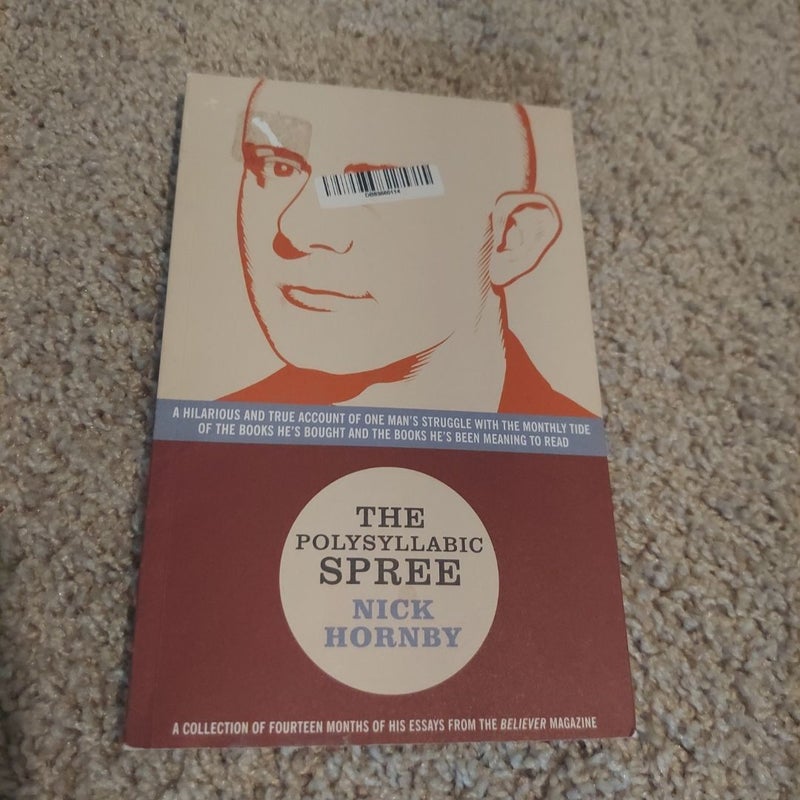 A HILARIOUS AND TRUE ACCOUNT OF ONE MAN'S STRUGGLE WITH THE MONTHLY TIDE
OF THE BOOKS HE'S BOUGHT AND THE BOOKS HE'S BEEN MEANING TO READ
THE
POLYSYLLABIC
SPREE
NICK
HORNBY
A COLLECTION OF FOURTEEN MONTHS OF HIS ESSAYS FROM THE BELIEVER MAGAZINE